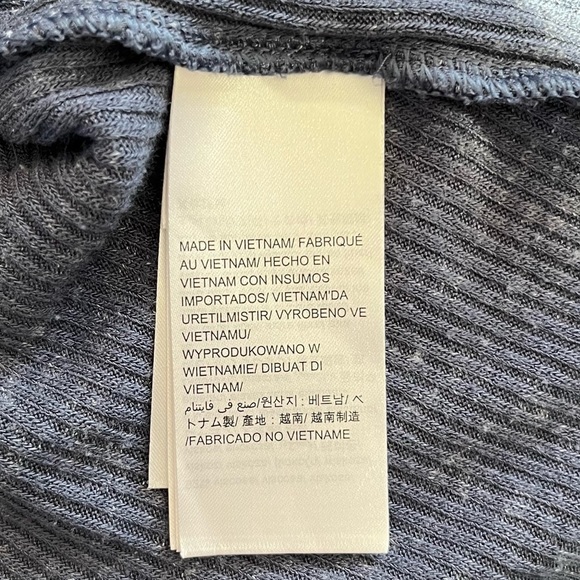 MADE IN VIETNAM/ FABRIQUÉ
AU VIETNAM/ HECHO EN
VIETNAM CON INSUMOS
IMPORTADOS/ VIETNAM'DA
URETILMISTIR/ VYROBENO VE
VIETNAMU/
WYPRODUKOWANO W
WIETNAMIE/ DIBUAT DI
VIETNAM/
صنع في فايتنام/원산지 : 베트남/ ベ
トナム製/ 產地 : 越南/ 越南制造
/FABRICADO NO VIETNAME